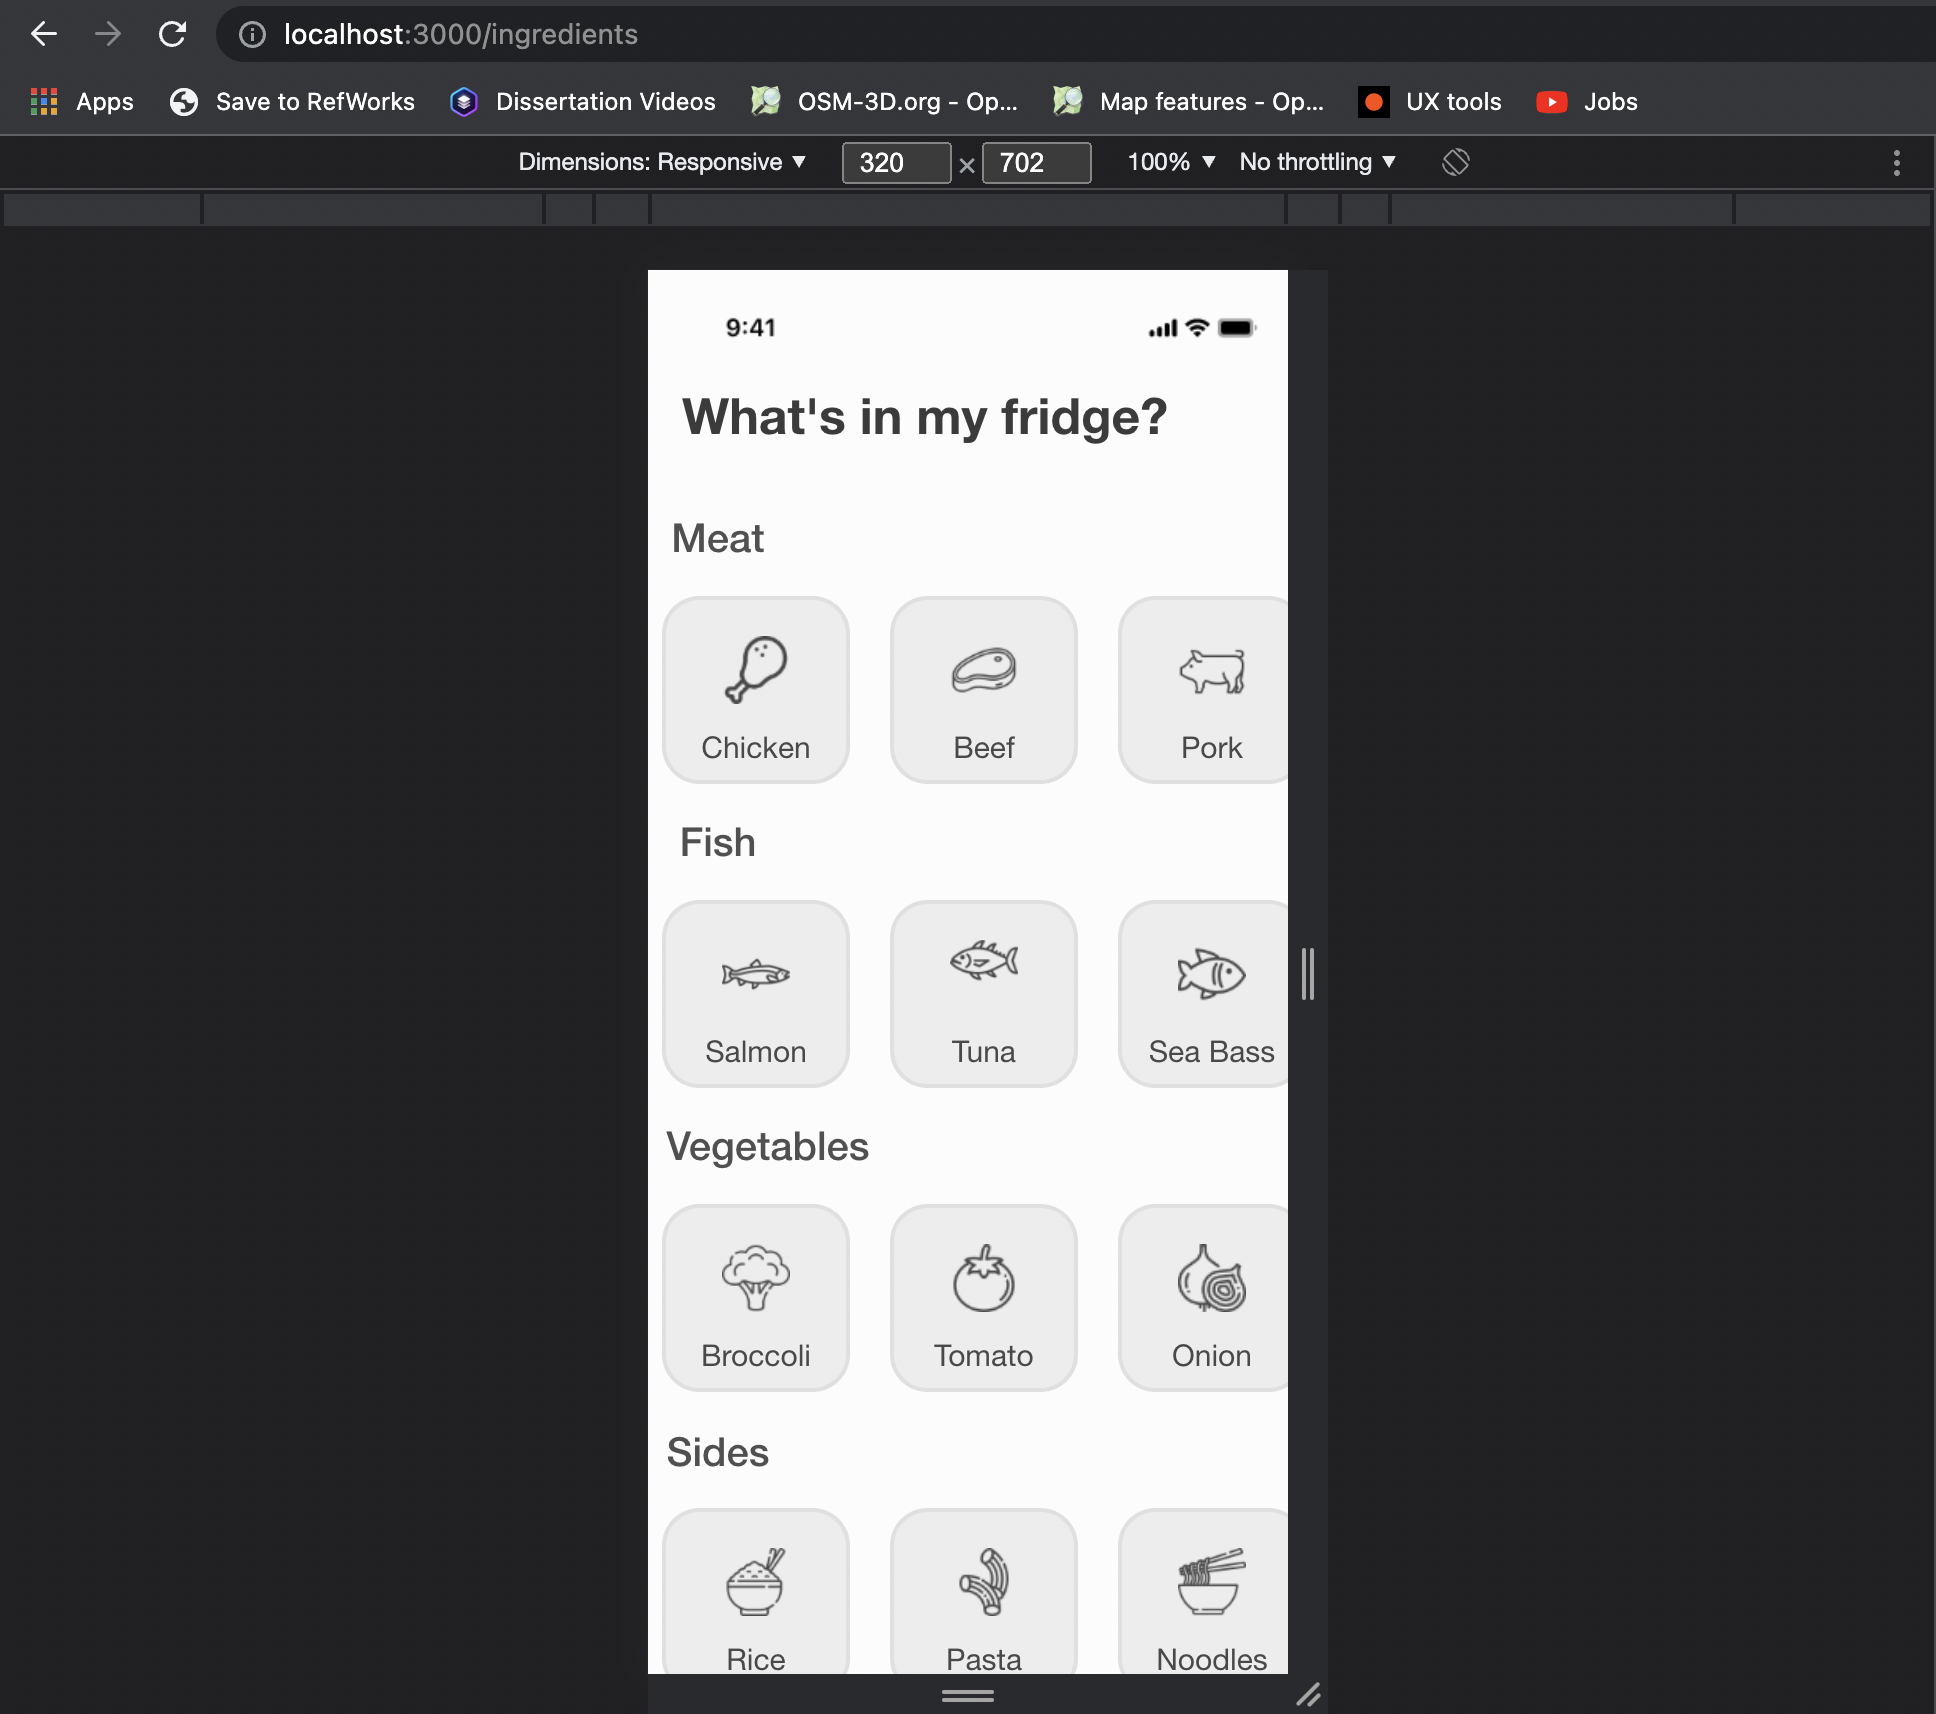 localhost:3000/ingredients
Apps Save to RefWorks Dissertation Videos OSM-3D.org - Op... Map features - Op... UX tools Jobs
Dimensions: Responsive ▼ 320 × 702 100% ▼ No throttling ▼
9:41
What's in my fridge?
Meat
Chicken Beef Pork
Fish
Salmon Tuna Sea Bass
Vegetables
Broccoli Tomato Onion
Sides
Rice Pasta Noodles